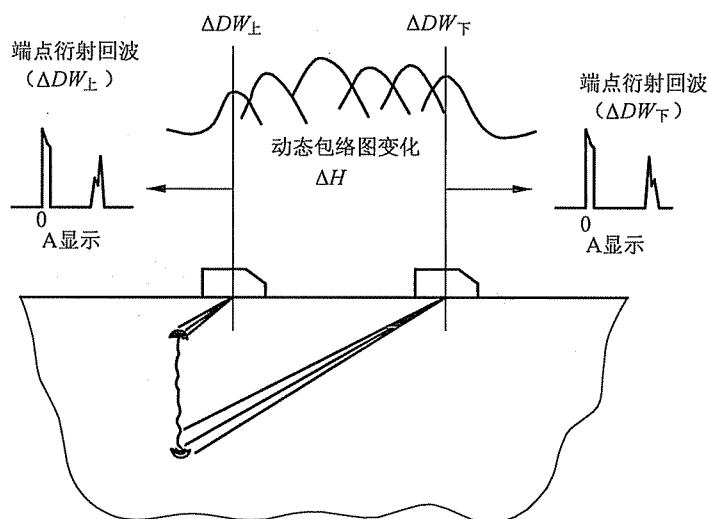 ΔDW上
ΔDW下
端点衍射回波
（ΔDW上）
端点衍射回波
（ΔDW下）
动态包络图变化
ΔH
0
A显示
0
A显示